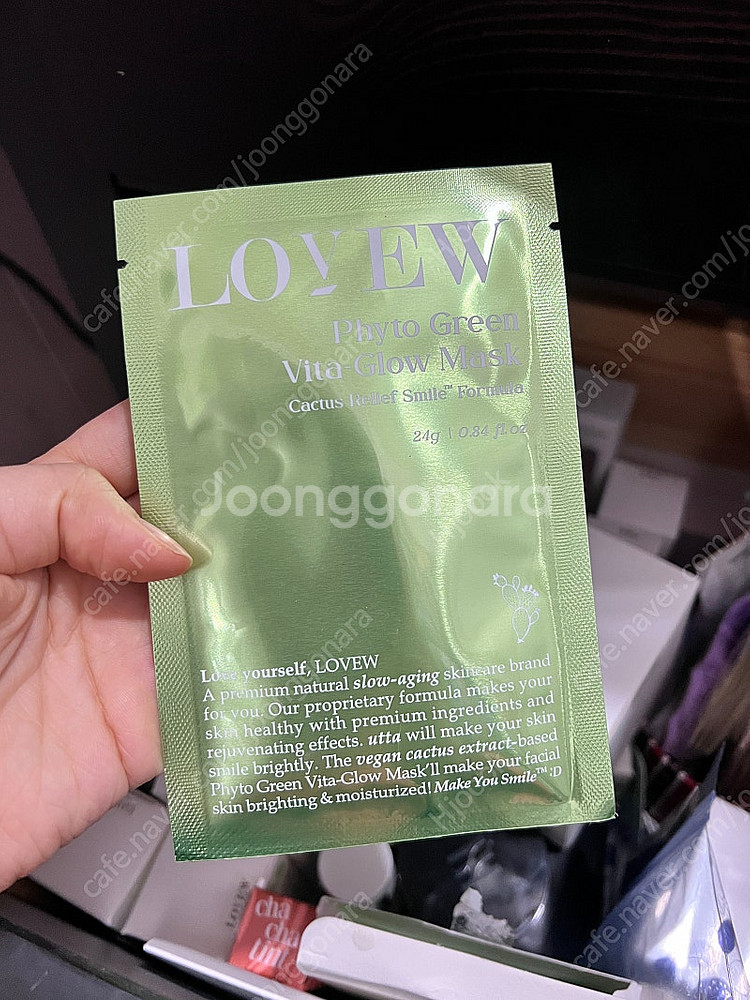 LOVEW
Phyto Green
Vita-Glow Mask
Cactus Relief Smile™ Formula
24g | 0.84 fl.oz
Joonggonara
Love yourself, LOVEW
A premium natural slow-aging skincare brand
for you. Our proprietary formula makes your
skin healthy with premium ingredients and
rejuvenating effects. utta will make your skin
smile brightly. The vegan cactus extract-based
Phyto Green Vita-Glow Mask'll make your facial
skin brighting & moisturized! Make You Smile™ ;D
cha
cha
tint
cafe.naver.com/joonggonara